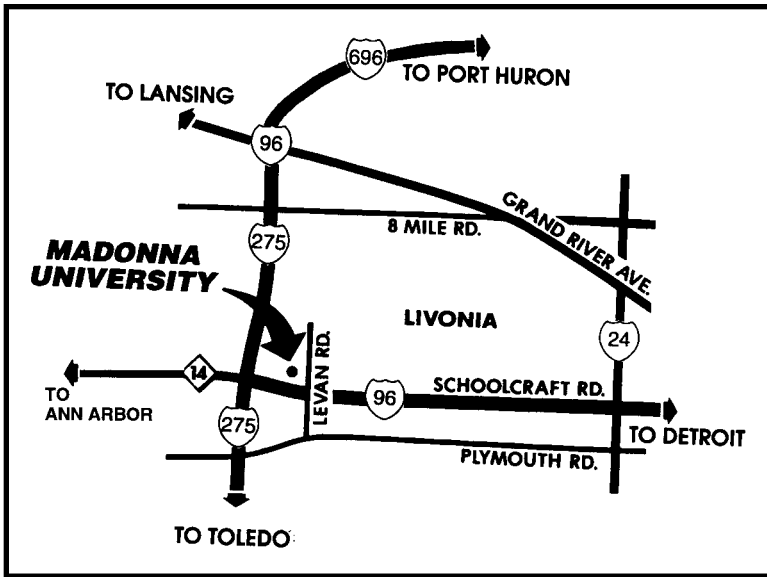 696
TO PORT HURON
TO LANSING
96
GRAND RIVER AVE.
8 MILE RD.
275
MADONNA
UNIVERSITY
LIVONIA
24
LEVAN RD.
14
TO
ANN ARBOR
96
SCHOOLCRAFT RD.
275
TO DETROIT
PLYMOUTH RD.
TO TOLEDO